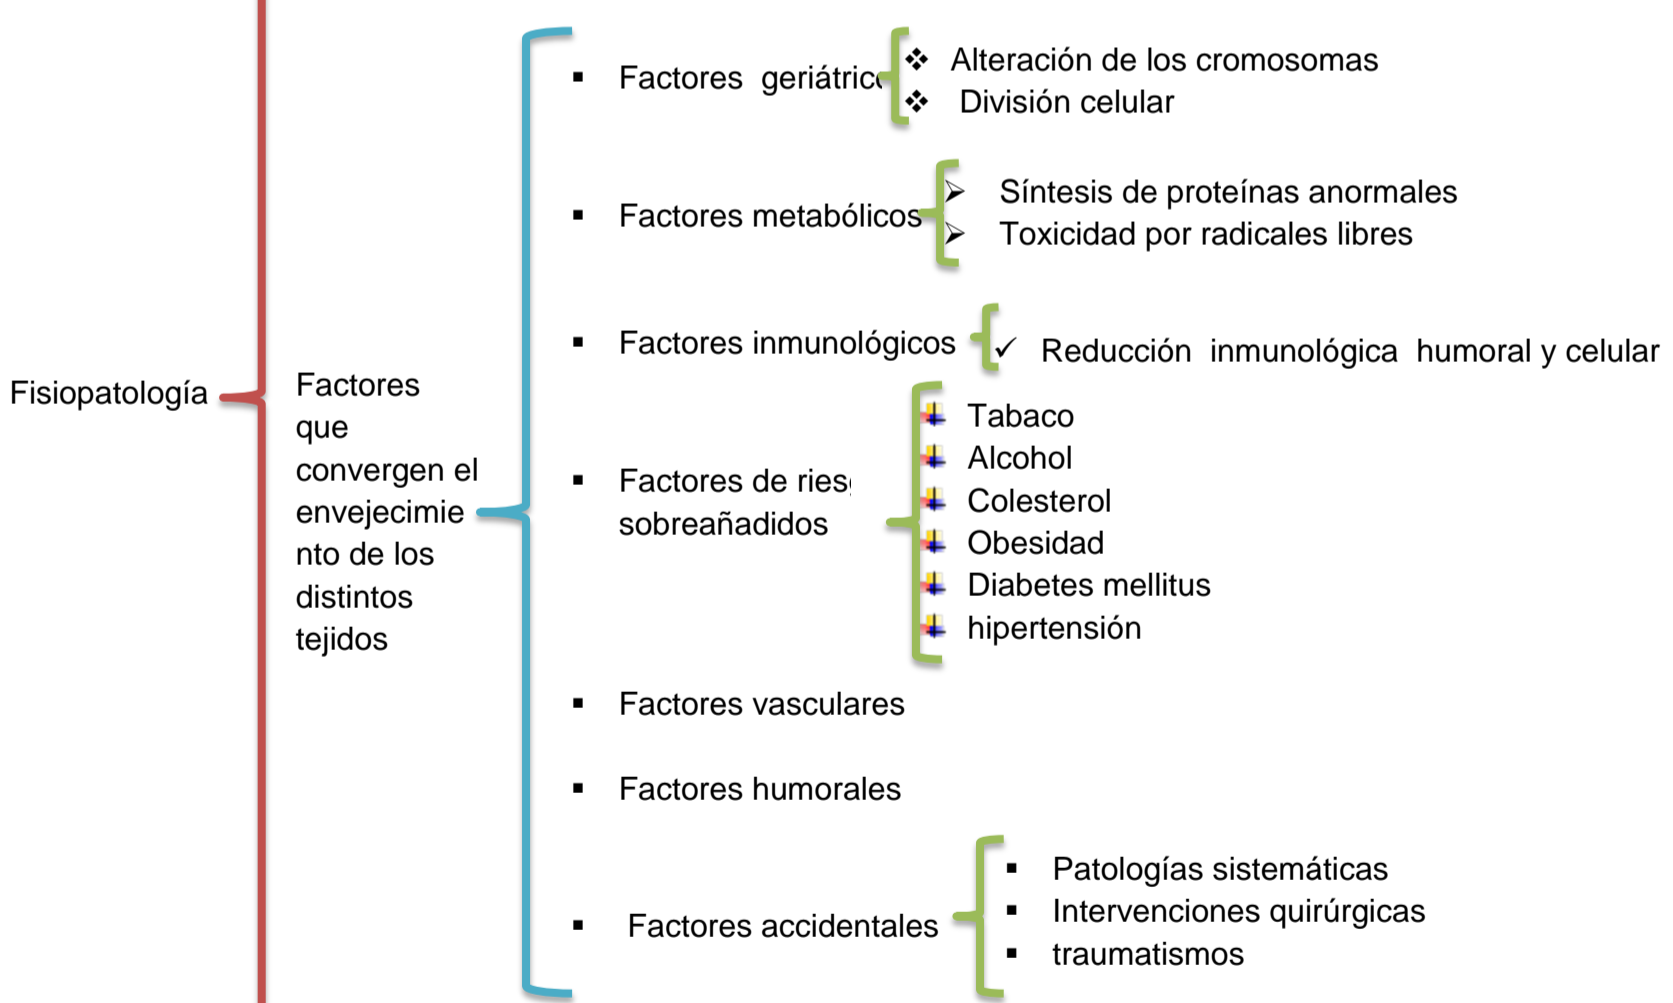 Fisiopatología
Factores
que
convergen el
envejecimie
nto de los
distintos
tejidos
Factores geriátrico
Alteración de los cromosomas
División celular
Factores metabólicos
Síntesis de proteínas anormales
Toxicidad por radicales libres
Factores inmunológicos
Reducción inmunológica humoral y celular
Factores de ries
sobreañadidos
Tabaco
Alcohol
Colesterol
Obesidad
Diabetes mellitus
hipertensión
Factores vasculares
Factores humorales
Factores accidentales
Patologías sistemáticas
Intervenciones quirúrgicas
traumatismos